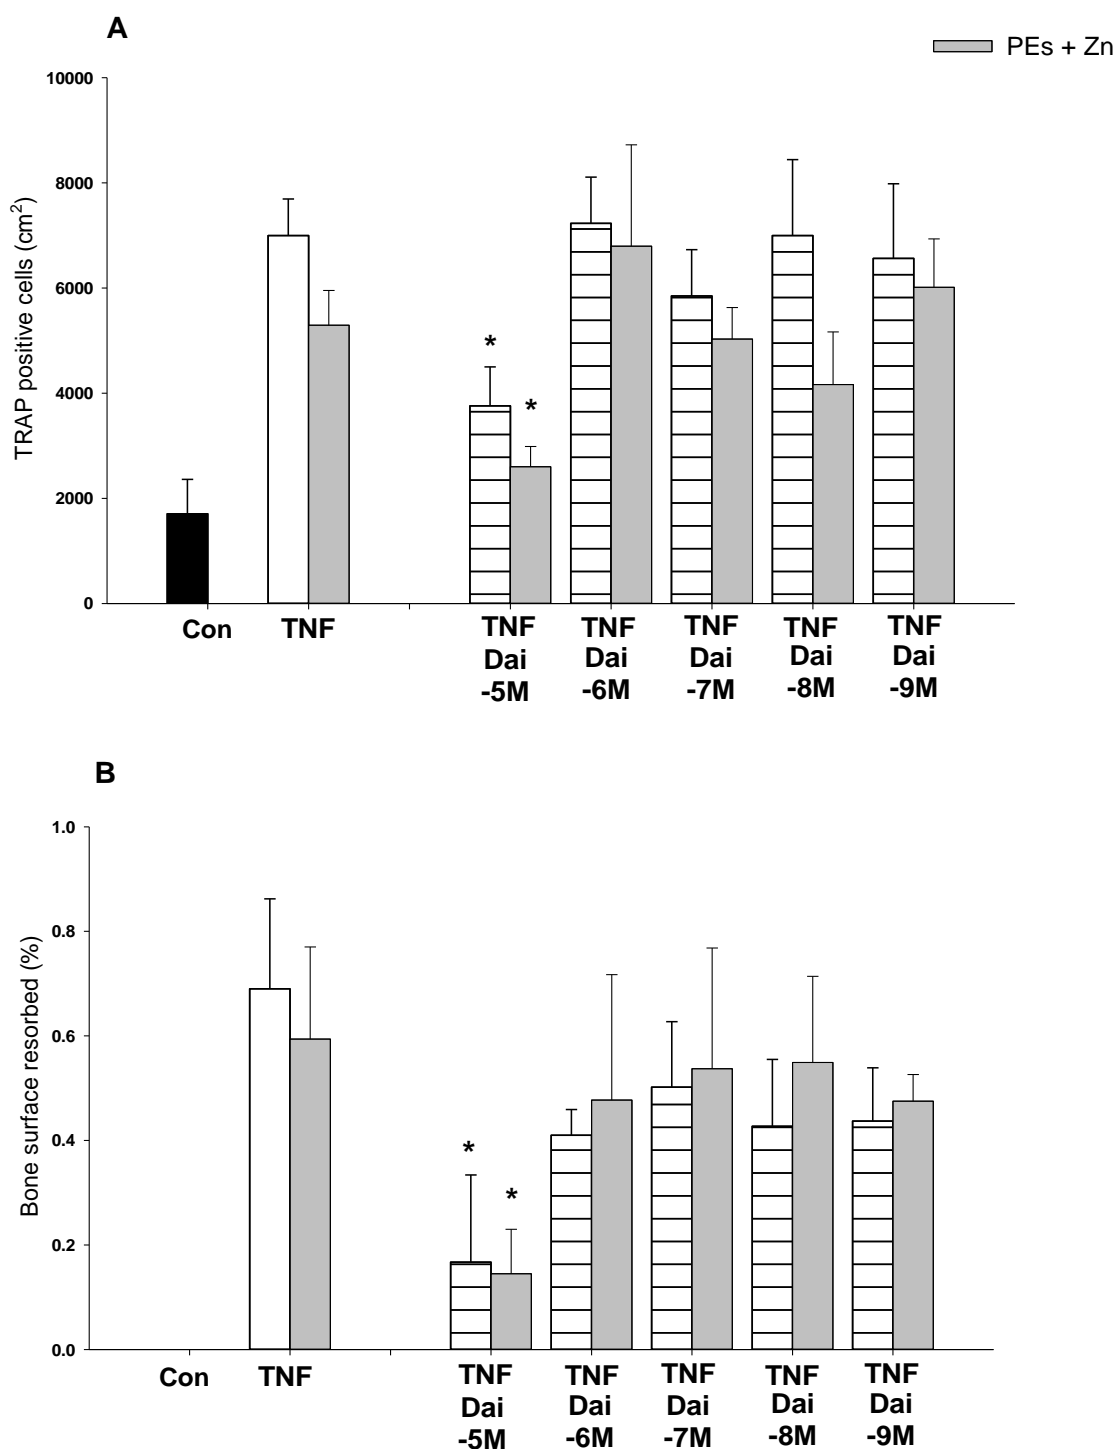 A
PEs + Zn
10000
8000
6000
4000
2000
0
TRAP positive cells (cm²)
* *
Con TNF TNF TNF TNF TNF TNF
Dai Dai Dai Dai Dai
-5M -6M -7M -8M -9M
B
1.0
0.8
0.6
0.4
0.2
0.0
Bone surface resorbed (%)
* *
Con TNF TNF TNF TNF TNF TNF
Dai Dai Dai Dai Dai
-5M -6M -7M -8M -9M